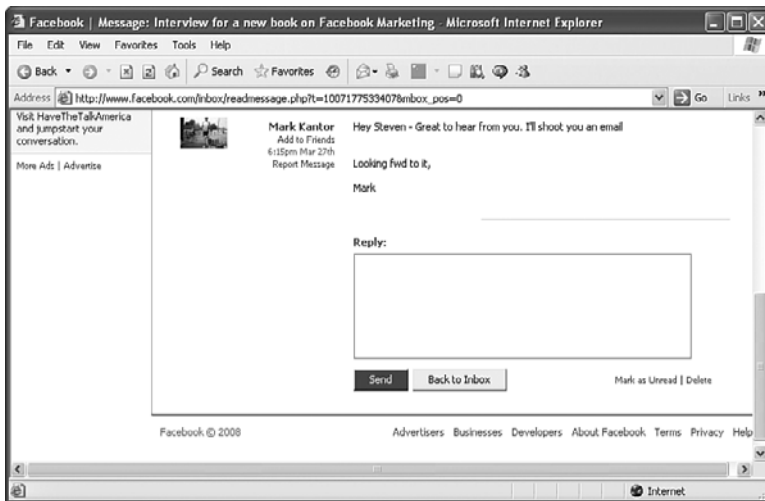 Facebook | Message: Interview for a new book on Facebook Marketing - Microsoft Internet Explorer
File Edit View Favorites Tools Help
Back Search Favorites
Address http://www.facebook.com/inbox/readmessage.php?t=1007177533407&mbox_pos=0 Go Links »
Visit HaveTheTalkAmerica
and jumpstart your
conversation.
More Ads | Advertise
Mark Kantor
Add to Friends
6:15pm Mar 27th
Report Message
Hey Steven - Great to hear from you. I'll shoot you an email
Looking fwd to it,
Mark
Reply:
Send Back to Inbox Mark as Unread | Delete
Facebook © 2008 Advertisers Businesses Developers About Facebook Terms Privacy Help
Internet